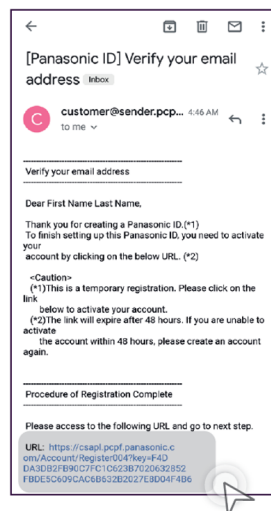 [Panasonic ID] Verify your email
address Inbox
C
customer@sender.pcp... 4:46 AM
to me
Verify your email address
Dear First Name Last Name,
Thank you for creating a Panasonic ID.(*1)
To finish setting up this Panasonic ID, you need to activate
your
account by clicking on the below URL. (*2)
<Caution>
(*1)This is a temporary registration. Please click on the
link
below to activate your account.
(*2)The link will expire after 48 hours. If you are unable to
activate
the account within 48 hours, please create an account
again.
Procedure of Registration Complete
Please access to the following URL and go to next step.
URL: https://csapl.pcpf.panasonic.c
om/Account/Register004?key=F4D
DA3DB2FB90C7FC1C623B7020632852
FBDE5C609CAC6B632B2027E8D04F4B6